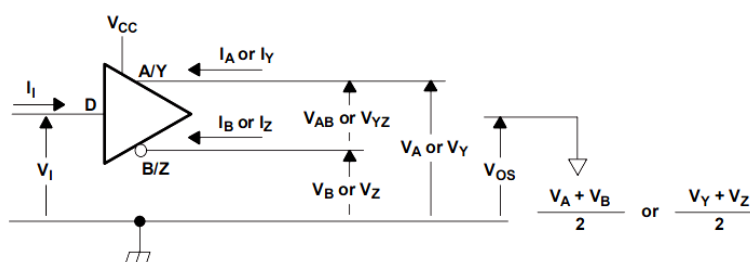 VCC
A/Y
IA or IY
II
D
IB or IZ
VAB or VYZ
VA or VY
VI
B/Z
VB or VZ
VOS
VA + VB
2
or
VY + VZ
2